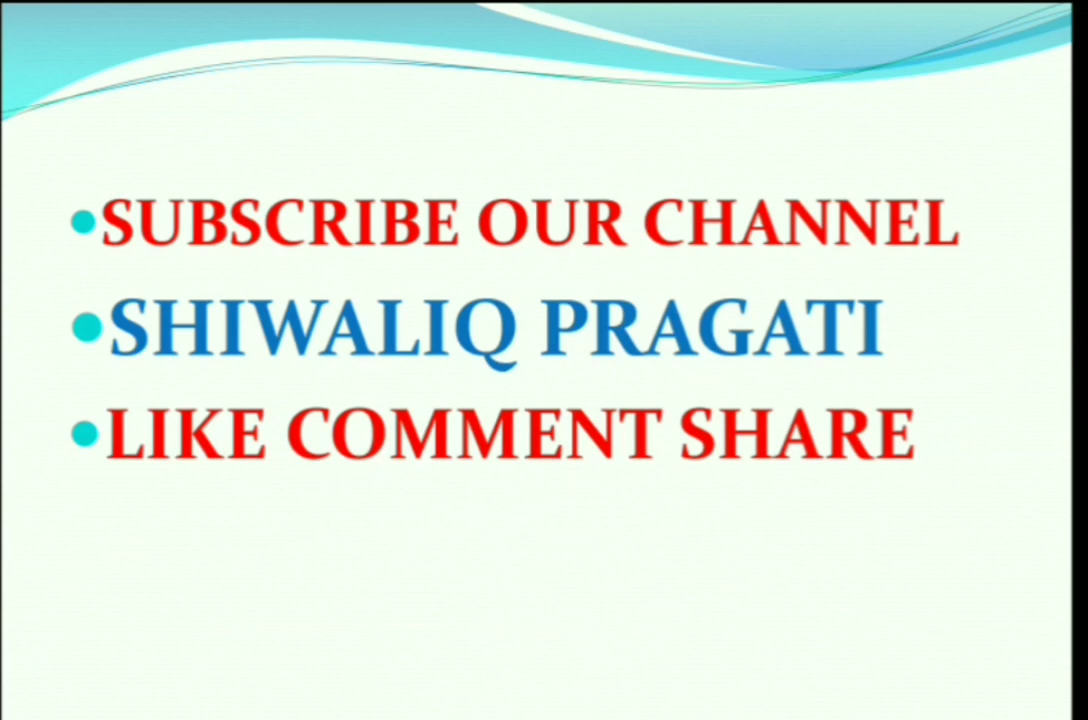 •SUBSCRIBE OUR CHANNEL
•SHIWALIQ PRAGATI
•LIKE COMMENT SHARE